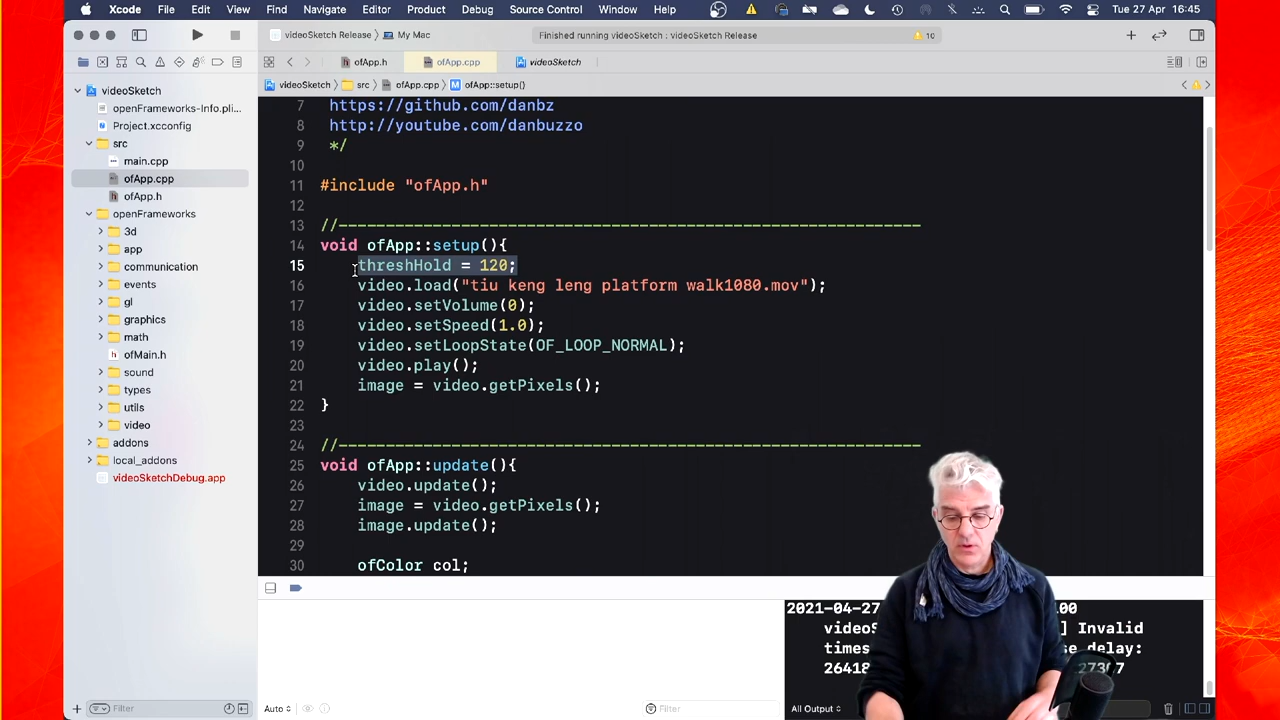 Xcode File Edit View Find Navigate Editor Product Debug Source Control Window Help Tue 27 Apr 16:45
videoSketch Release My Mac Finished running videoSketch : videoSketch Release 10
ofApp.h ofApp.cpp videoSketch
videoSketch src ofApp.cpp M ofApp::setup()
videoSketch
openFrameworks-Info.pli...
Project.xcconfig
src
main.cpp
ofApp.cpp
ofApp.h
openFrameworks
3d
app
communication
events
gl
graphics
math
ofMain.h
sound
types
utils
video
addons
local_addons
videoSketchDebug.app
Filter
7 https://github.com/danbz
8 http://youtube.com/danbuzzo
9 */
10
11 #include "ofApp.h"
12
13 //--------------------------------------------------------------
14 void ofApp::setup(){
15 threshHold = 120;
16 video.load("tiu keng leng platform walk1080.mov");
17 video.setVolume(0);
18 video.setSpeed(1.0);
19 video.setLoopState(OF_LOOP_NORMAL);
20 video.play();
21 image = video.getPixels();
22 }
23
24 //--------------------------------------------------------------
25 void ofApp::update(){
26 video.update();
27 image = video.getPixels();
28 image.update();
29
30 ofColor col;
Auto Filter
2021-04-27
videoS ] Invalid
times se delay:
26418
All Output